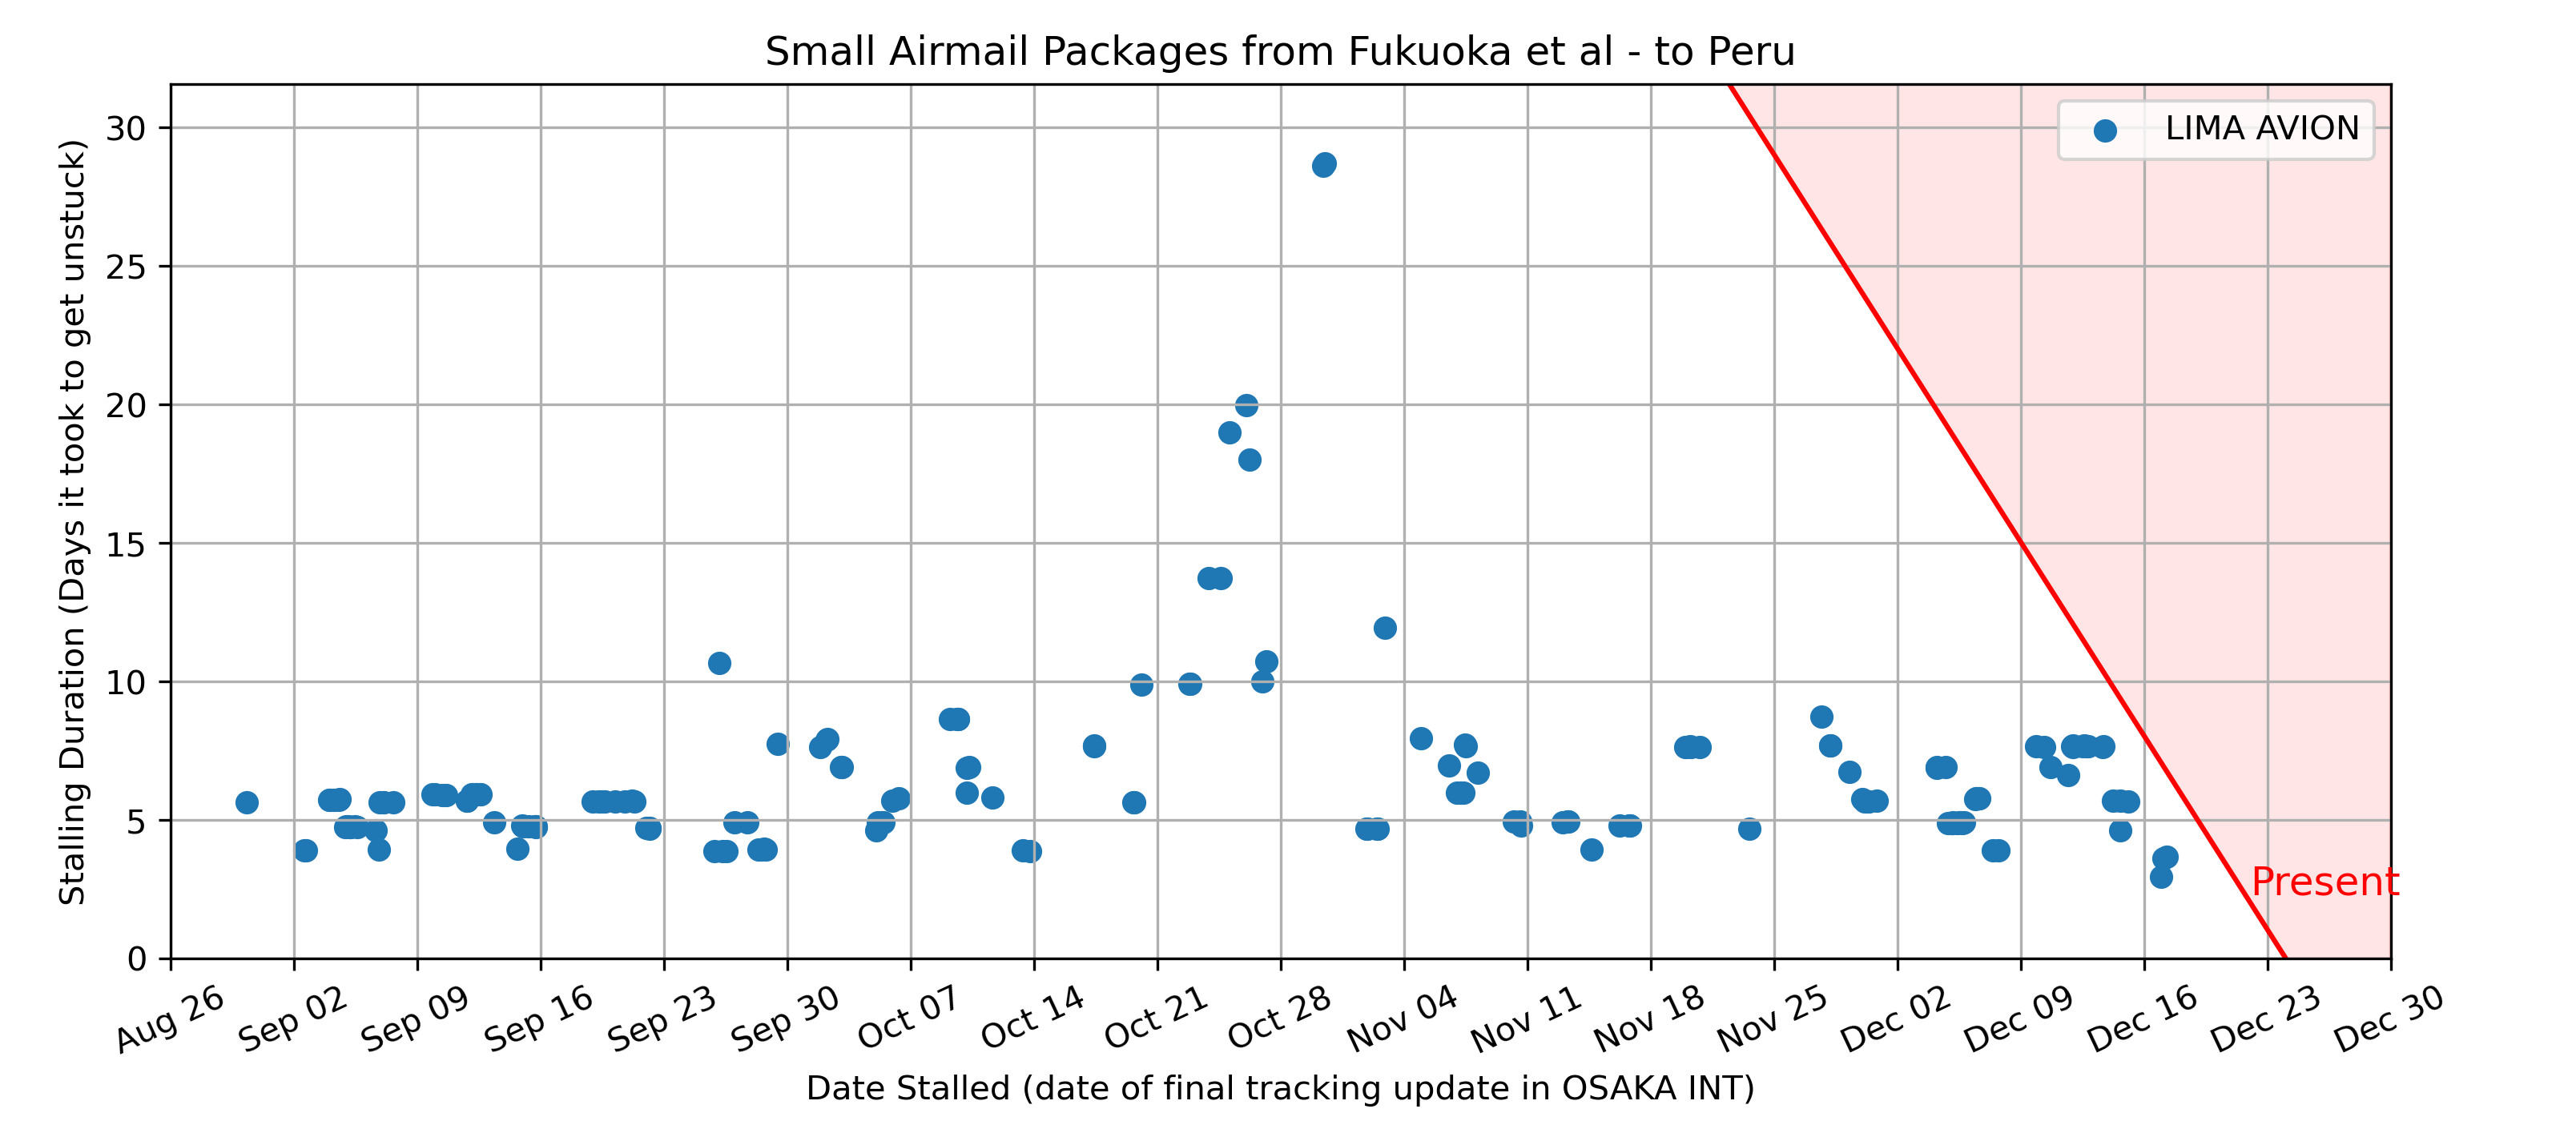 Small Airmail Packages from Fukuoka et al - to Peru
Stalling Duration (Days it took to get unstuck)
30
25
20
15
10
5
0
LIMA AVION
Present
Aug 26
Sep 02
Sep 09
Sep 16
Sep 23
Sep 30
Oct 07
Oct 14
Oct 21
Oct 28
Nov 04
Nov 11
Nov 18
Nov 25
Dec 02
Dec 09
Dec 16
Dec 23
Dec 30
Date Stalled (date of final tracking update in OSAKA INT)